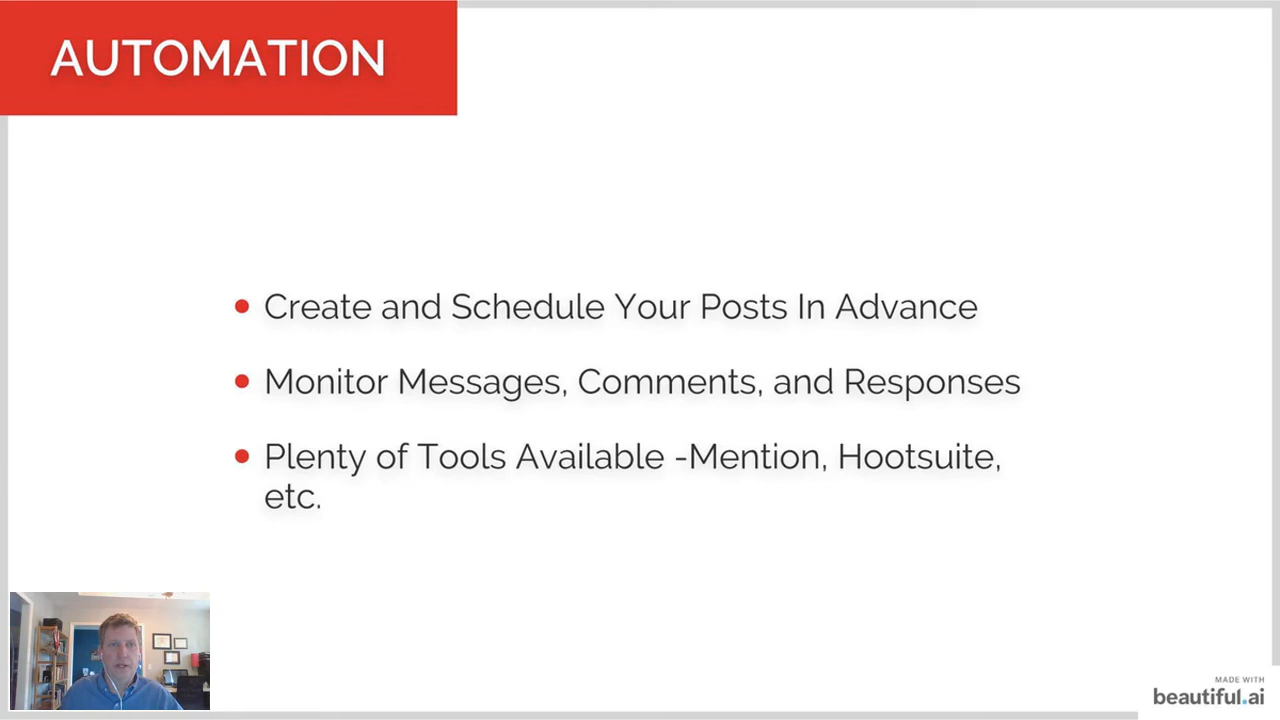 AUTOMATION
Create and Schedule Your Posts In Advance
Monitor Messages, Comments, and Responses
Plenty of Tools Available -Mention, Hootsuite,
etc.
MADE WITH
beautiful.ai